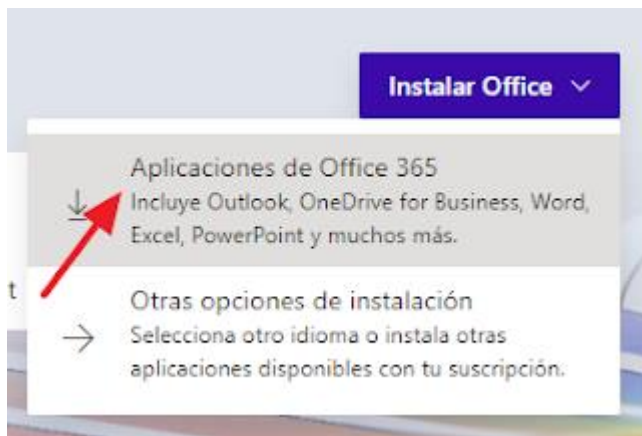 Instalar Office
Aplicaciones de Office 365
Incluye Outlook, OneDrive for Business, Word,
Excel, PowerPoint y muchos más.
t
Otras opciones de instalación
Selecciona otro idioma o instala otras
aplicaciones disponibles con tu suscripción.